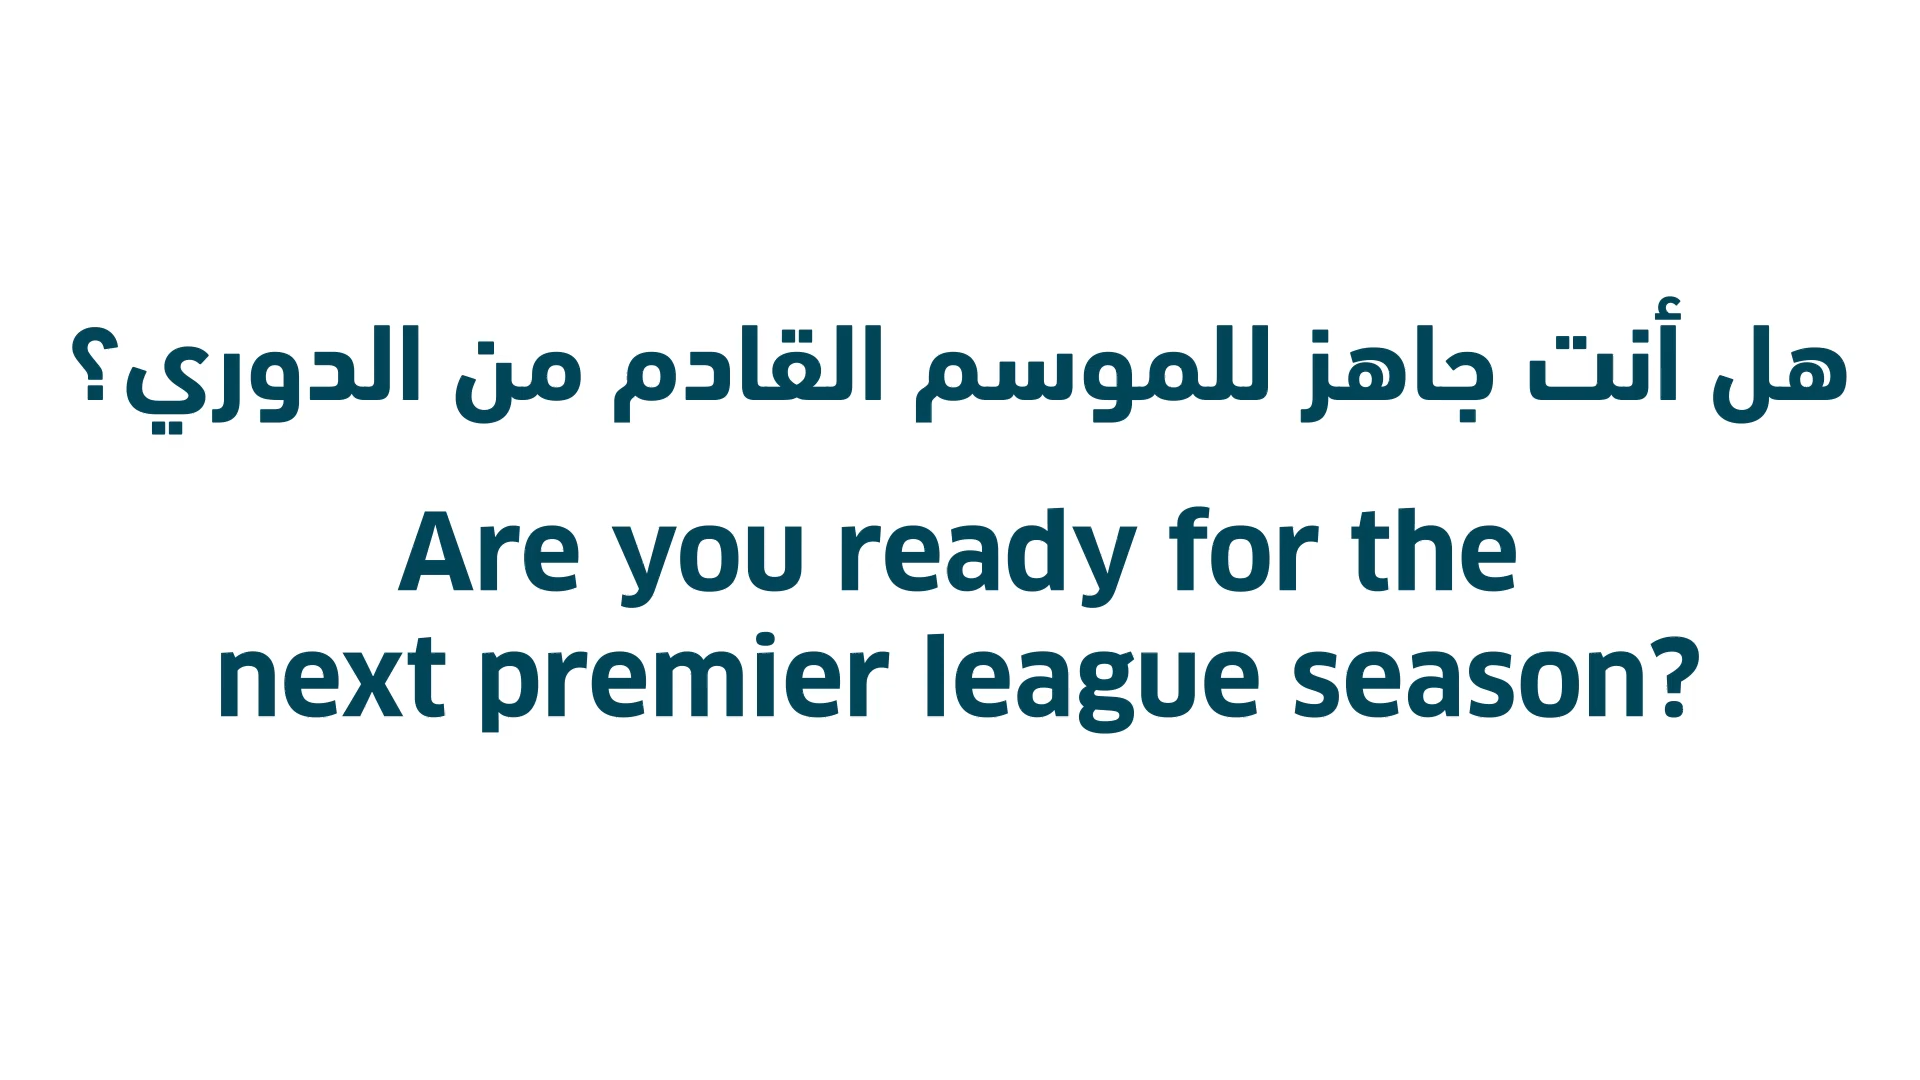 هل أنت جاهز للموسم القادم من الدوري؟
Are you ready for the
next premier league season?